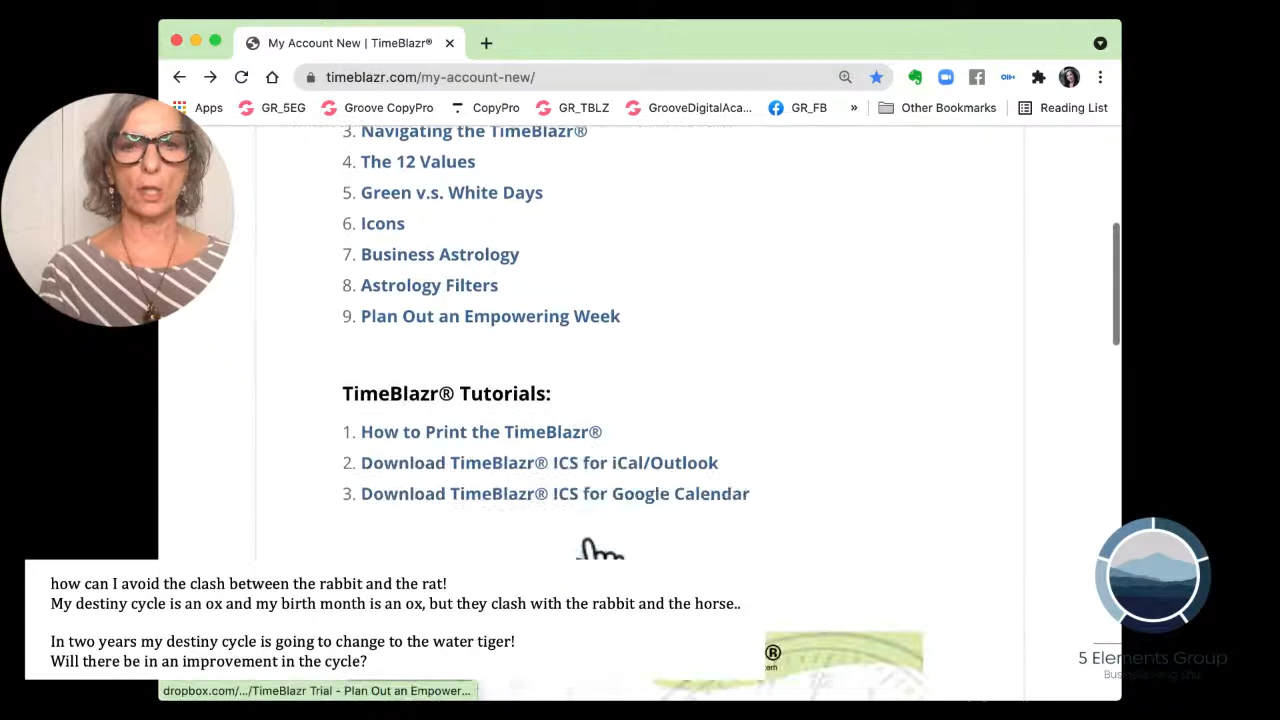 My Account New | TimeBlazr®
timeblazr.com/my-account-new/
Apps
GR_5EG
Groove CopyPro
CopyPro
GR_TBLZ
GrooveDigitalAca...
GR_FB
»
Other Bookmarks
Reading List
3. Navigating the TimeBlazr®
4. The 12 Values
5. Green v.s. White Days
6. Icons
7. Business Astrology
8. Astrology Filters
9. Plan Out an Empowering Week
TimeBlazr® Tutorials:
1. How to Print the TimeBlazr®
2. Download TimeBlazr® ICS for iCal/Outlook
3. Download TimeBlazr® ICS for Google Calendar
how can I avoid the clash between the rabbit and the rat!
My destiny cycle is an ox and my birth month is an ox, but they clash with the rabbit and the horse..
In two years my destiny cycle is going to change to the water tiger!
Will there be in an improvement in the cycle?
®
dropbox.com/.../TimeBlazr Trial - Plan Out an Empower...
5 Elements Group